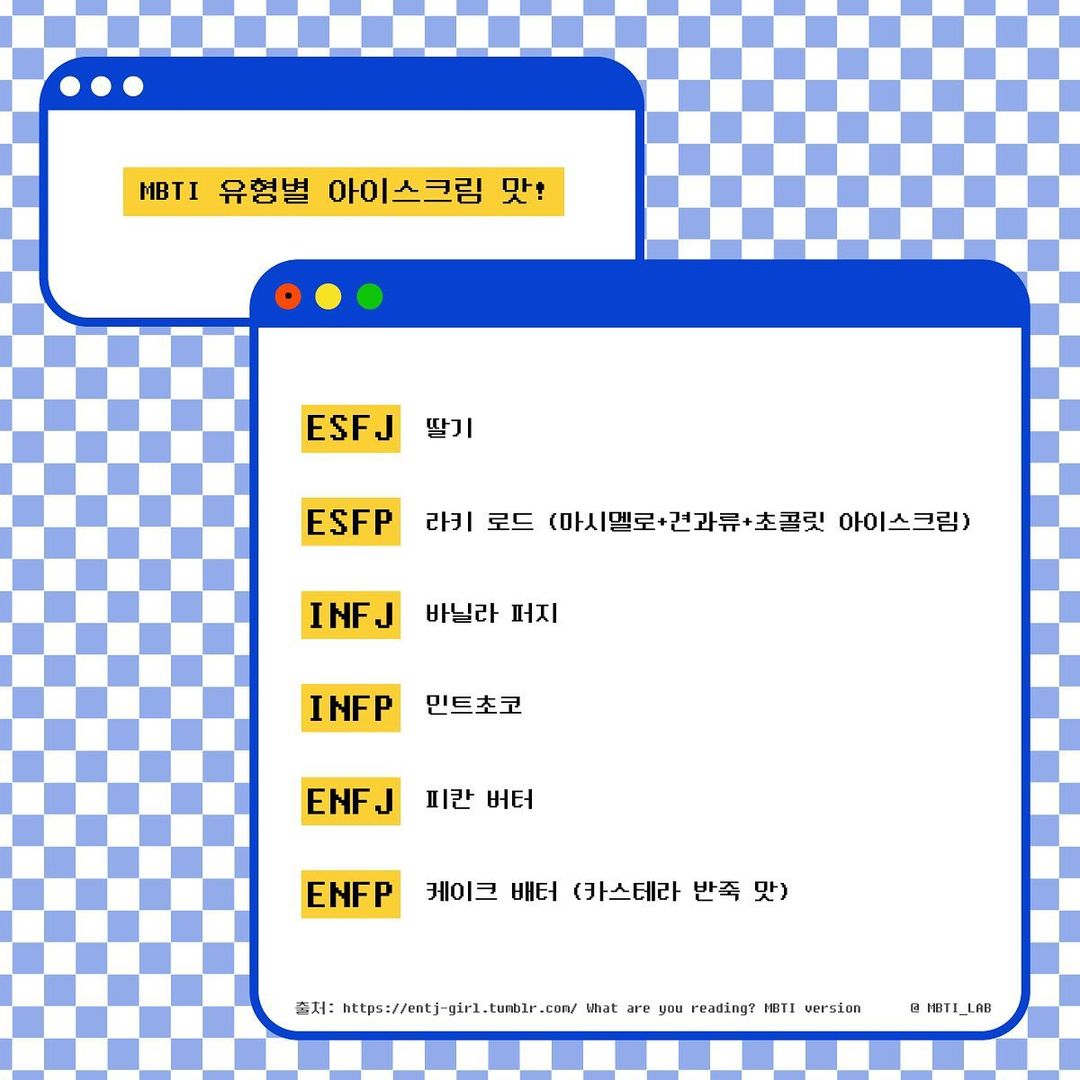 MBTI 유형별 아이스크림 맛!
ESFJ 딸기
ESFP 라키 로드 (마시멜로+견과류+초콜릿 아이스크림)
INFJ 바닐라 퍼지
INFP 민트초코
ENFJ 피칸 버터
ENFP 케이크 배터 (카스테라 반죽 맛)
출처: https://entj-girl.tumblr.com/ What are you reading? MBTI version @ MBTI_LAB